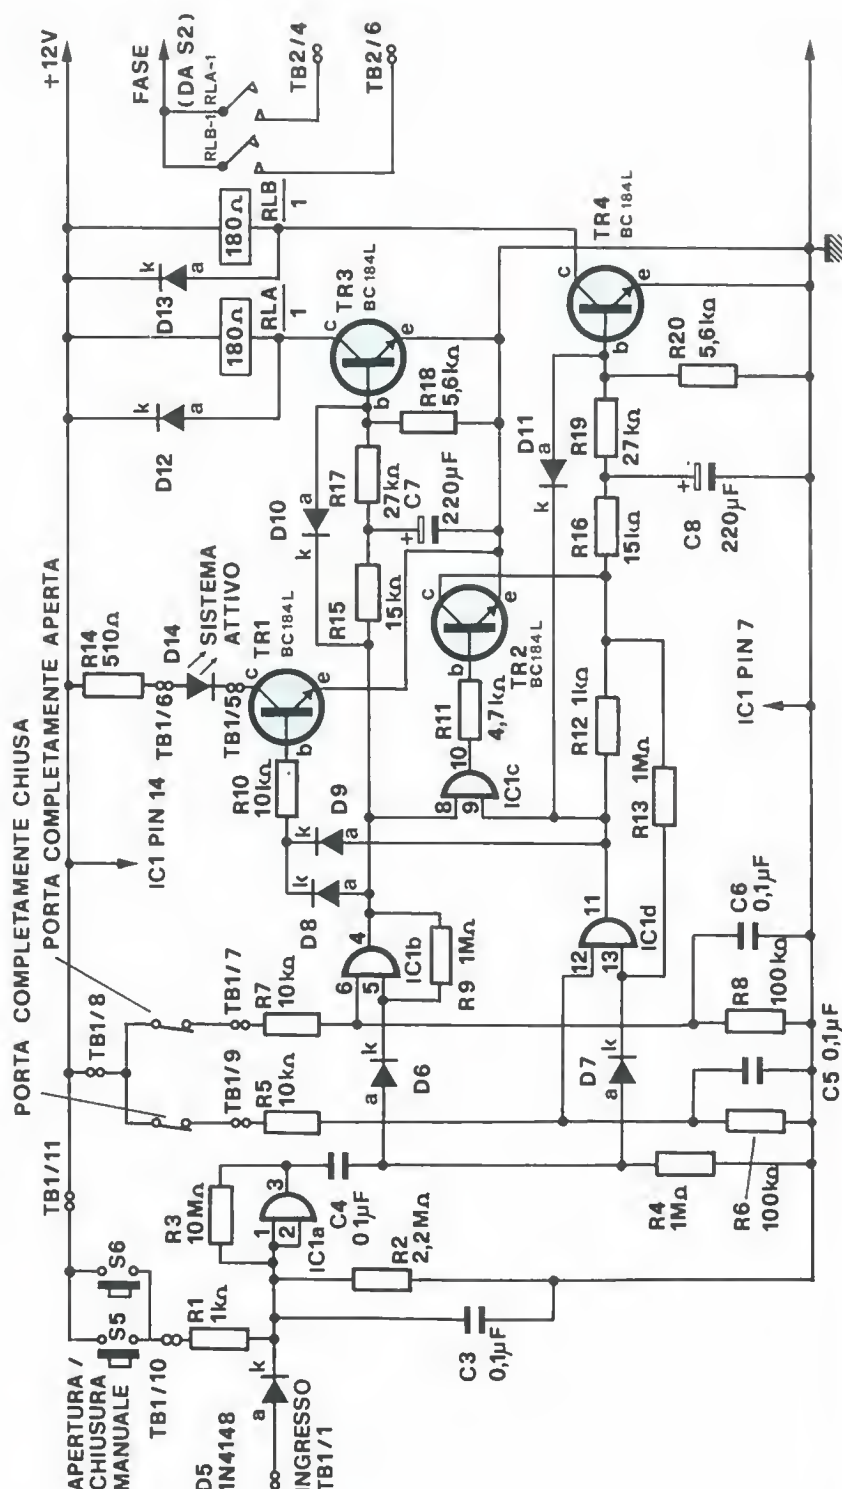 APERTURA /
CHIUSURA
MANUALE
S5
S6
TB1/10
TB1/11
R1
1kΩ
D5
1N4148
a
k
INGRESSO
TB1/1
C3
0,1µF
R2
2,2MΩ
R3
10MΩ
1
2
3
IC1a
C4
01µF
R4
1MΩ
PORTA COMPLETAMENTE CHIUSA
PORTA COMPLETAMENTE APERTA
TB1/8
TB1/9
TB1/7
R5
10kΩ
R7
10kΩ
D6
a
k
D7
a
k
R6
100kΩ
C5 0,1µF
R8
100kΩ
C6
0,1µF
6
5
4
IC1b
R9
1MΩ
12
13
11
IC1d
IC1 PIN 14
D8
k
a
D9
k
a
R10
10kΩ
R14
510Ω
TB1/6
D14
SISTEMA
ATTIVO
TB1/5
TR1
BC184L
c
b
e
8
9
10
IC1c
R11
4,7kΩ
TR2
BC184L
c
b
e
R12 1kΩ
R13
1MΩ
IC1 PIN 7
R15
15kΩ
D10
k
a
R17
27kΩ
C7
220µF
+
R18
5,6kΩ
TR3
BC184L
c
b
e
R16
15kΩ
D11
k
a
R19
27kΩ
C8
220µF
+
R20
5,6kΩ
TR4
BC184L
c
b
e
D12
k
a
D13
k
a
180Ω
RLA
1
180Ω
RLB
1
+12V
FASE
(DA S2)
RLB-1
RLA-1
TB2/4
TB2/6